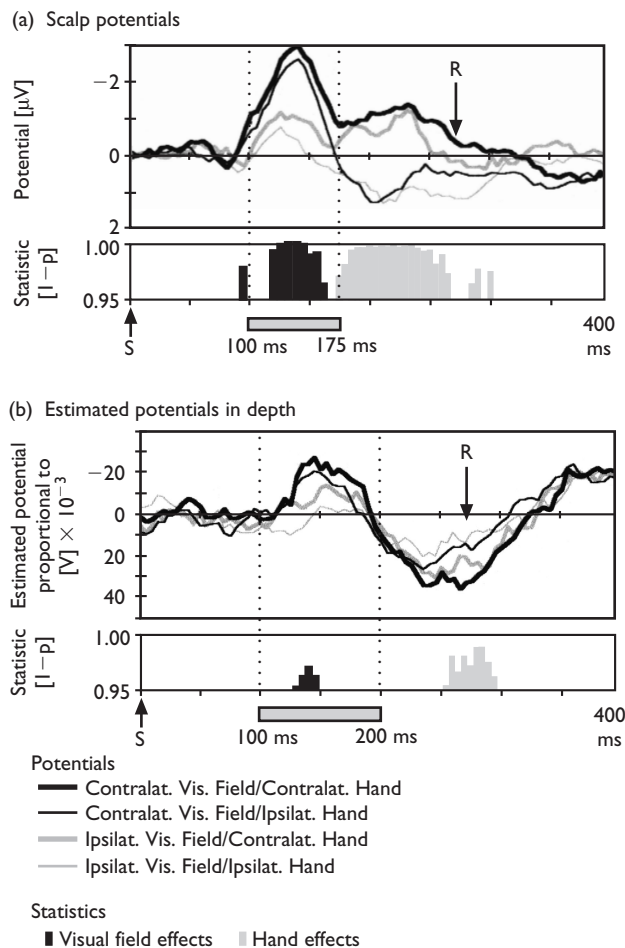 (a) Scalp potentials
Potential [μV]
−2
0
2
R
Statistic
[1−p]
1.00
0.95
S
100 ms
175 ms
400
ms
(b) Estimated potentials in depth
Estimated potential
proportional to
[V] × 10−3
−20
0
20
40
R
Statistic
[1−p]
1.00
0.95
S
100 ms
200 ms
400
ms
Potentials
Contralat. Vis. Field/Contralat. Hand
Contralat. Vis. Field/Ipsilat. Hand
Ipsilat. Vis. Field/Contralat. Hand
Ipsilat. Vis. Field/Ipsilat. Hand
Statistics
Visual field effects Hand effects